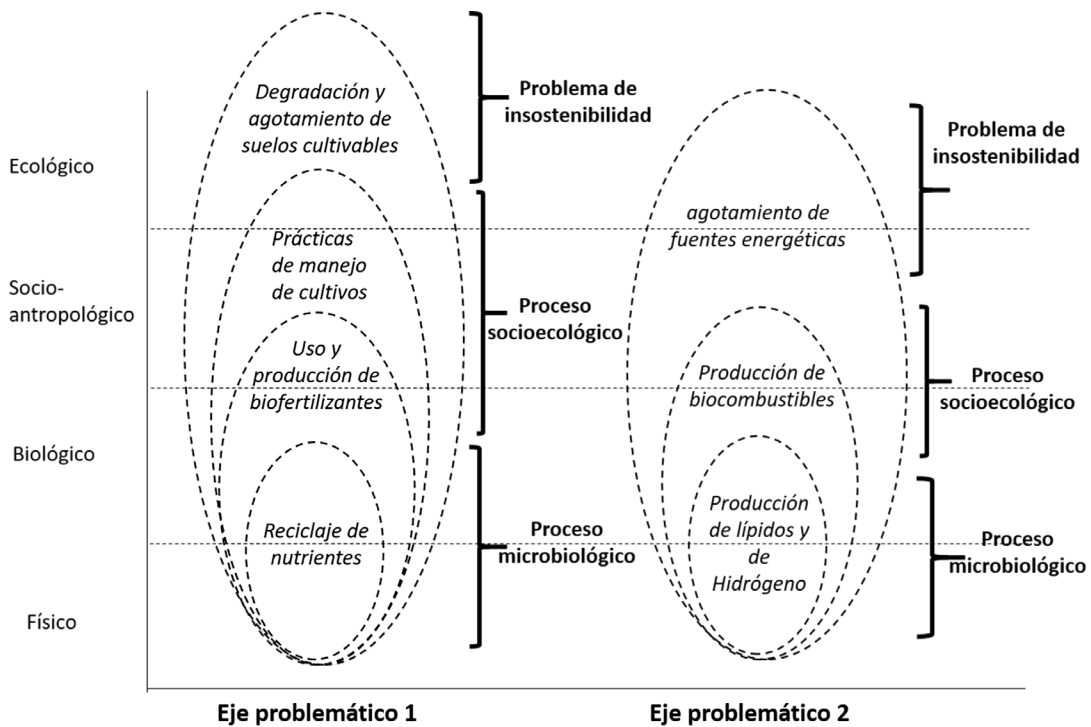 Ecológico
Socio-
antropológico
Biológico
Físico
Degradación y
agotamiento de
suelos cultivables
Prácticas
de manejo
de cultivos
Uso y
producción de
biofertilizantes
Reciclaje de
nutrientes
Problema de
insostenibilidad
Proceso
socioecológico
Proceso
microbiológico
agotamiento de
fuentes energéticas
Producción de
biocombustibles
Producción
de lípidos y
de
Hidrógeno
Problema de
insostenibilidad
Proceso
socioecológico
Proceso
microbiológico
Eje problemático 1
Eje problemático 2